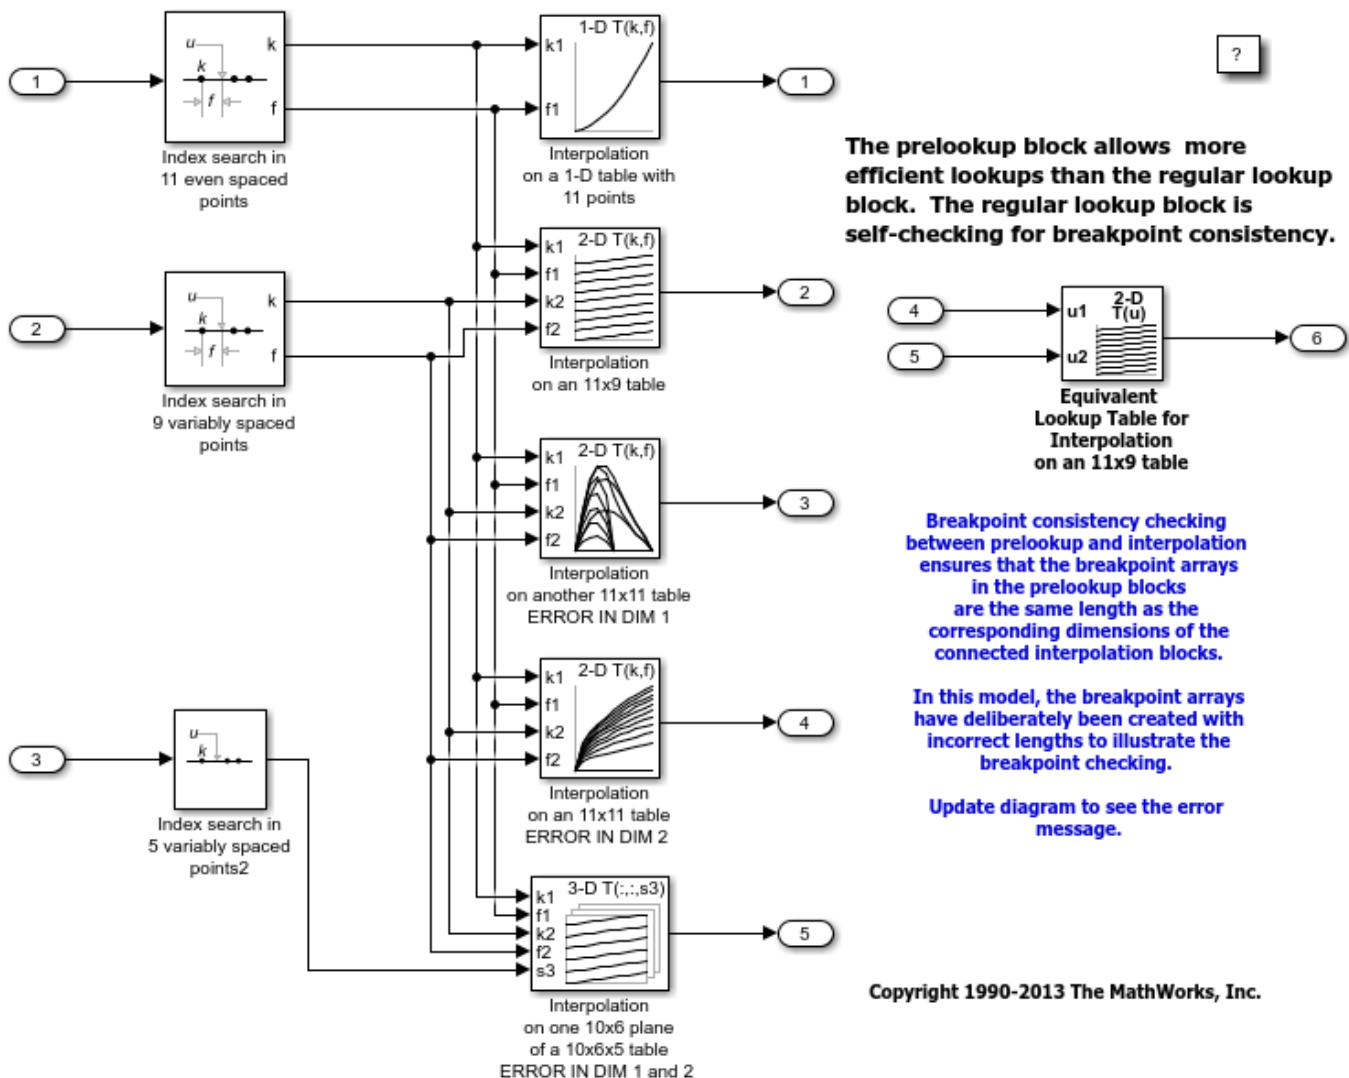 1
u
k
f
k
f
Index search in
11 even spaced
points
1-D T(k,f)
k1
f1
Interpolation
on a 1-D table with
11 points
1
?
The prelookup block allows more
efficient lookups than the regular lookup
block. The regular lookup block is
self-checking for breakpoint consistency.
2
u
k
f
k
f
Index search in
9 variably spaced
points
2-D T(k,f)
k1
f1
k2
f2
Interpolation
on an 11x9 table
2
4
5
u1
u2
2-D
T(u)
6
Equivalent
Lookup Table for
Interpolation
on an 11x9 table
2-D T(k,f)
k1
f1
k2
f2
Interpolation
on another 11x11 table
ERROR IN DIM 1
3
Breakpoint consistency checking
between prelookup and interpolation
ensures that the breakpoint arrays
in the prelookup blocks
are the same length as the
corresponding dimensions of the
connected interpolation blocks.
In this model, the breakpoint arrays
have deliberately been created with
incorrect lengths to illustrate the
breakpoint checking.
Update diagram to see the error
message.
2-D T(k,f)
k1
f1
k2
f2
Interpolation
on an 11x11 table
ERROR IN DIM 2
4
3
u
k
Index search in
5 variably spaced
points2
3-D T(:,:,s3)
k1
f1
k2
f2
s3
Interpolation
on one 10x6 plane
of a 10x6x5 table
ERROR IN DIM 1 and 2
5
Copyright 1990-2013 The MathWorks, Inc.